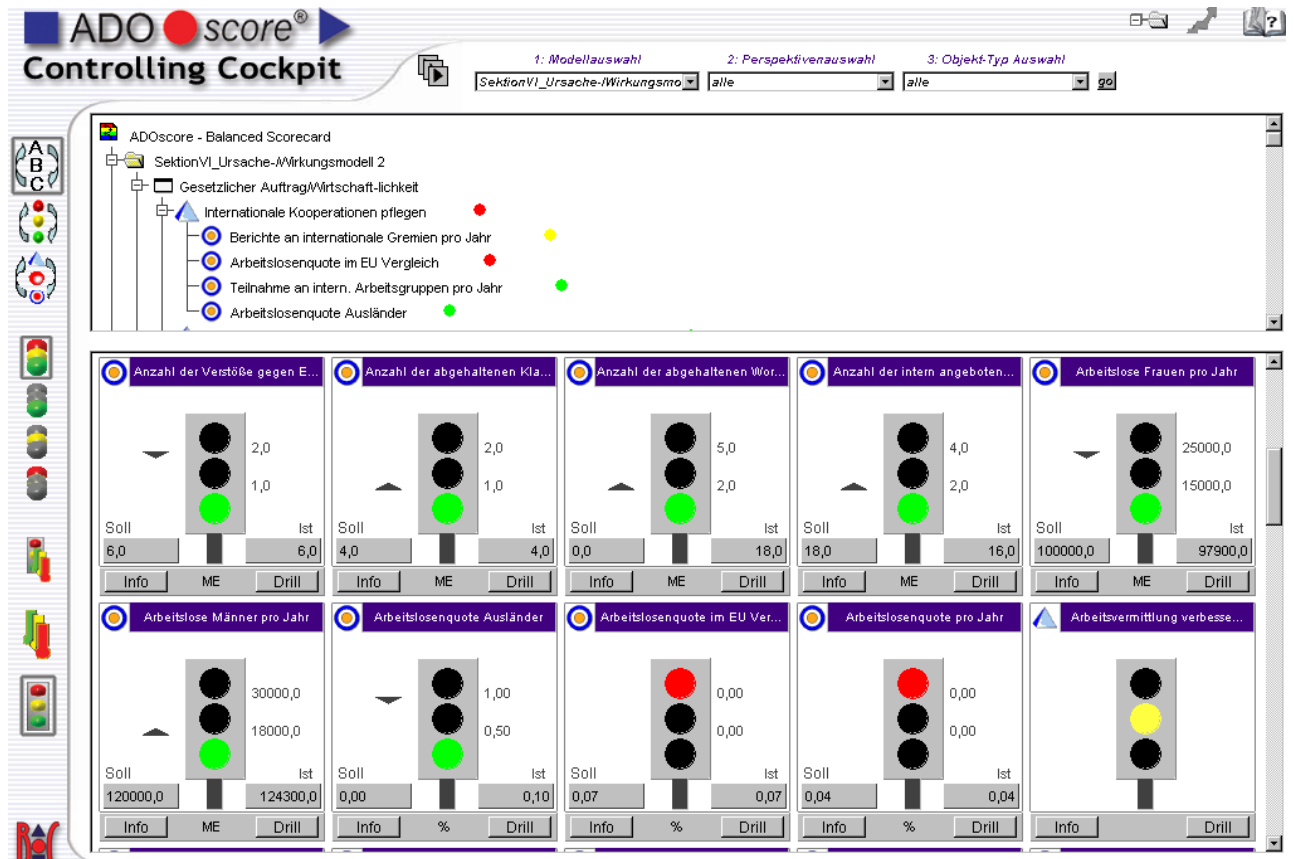 ADO score®
Controlling Cockpit
1: Modellauswahl 2: Perspektivenauswahl 3: Objekt-Typ Auswahl
SektionVI_Ursache-/Wirkungsmo alle alle go
ADOscore - Balanced Scorecard
SektionVI_Ursache-/Wirkungsmodell 2
Gesetzlicher Auftrag/Wirtschaft-lichkeit
Internationale Kooperationen pflegen
Berichte an internationale Gremien pro Jahr
Arbeitslosenquote im EU Vergleich
Teilnahme an intern. Arbeitsgruppen pro Jahr
Arbeitslosenquote Ausländer
A
B
C
Anzahl der Verstöße gegen E... Anzahl der abgehaltenen Kla... Anzahl der abgehaltenen Wor... Anzahl der intern angeboten... Arbeitslose Frauen pro Jahr
2,0 2,0 5,0 4,0 25000,0
1,0 1,0 2,0 2,0 15000,0
Soll Ist Soll Ist Soll Ist Soll Ist Soll Ist
6,0 6,0 4,0 4,0 0,0 18,0 18,0 16,0 100000,0 97900,0
Info ME Drill Info ME Drill Info ME Drill Info ME Drill Info ME Drill
Arbeitslose Männer pro Jahr Arbeitslosenquote Ausländer Arbeitslosenquote im EU Ver... Arbeitslosenquote pro Jahr Arbeitsvermittlung verbesse...
30000,0 1,00 0,00 0,00
18000,0 0,50 0,00 0,00
Soll Ist Soll Ist Soll Ist Soll Ist
120000,0 124300,0 0,00 0,10 0,07 0,07 0,04 0,04
Info ME Drill Info % Drill Info % Drill Info % Drill Info Drill